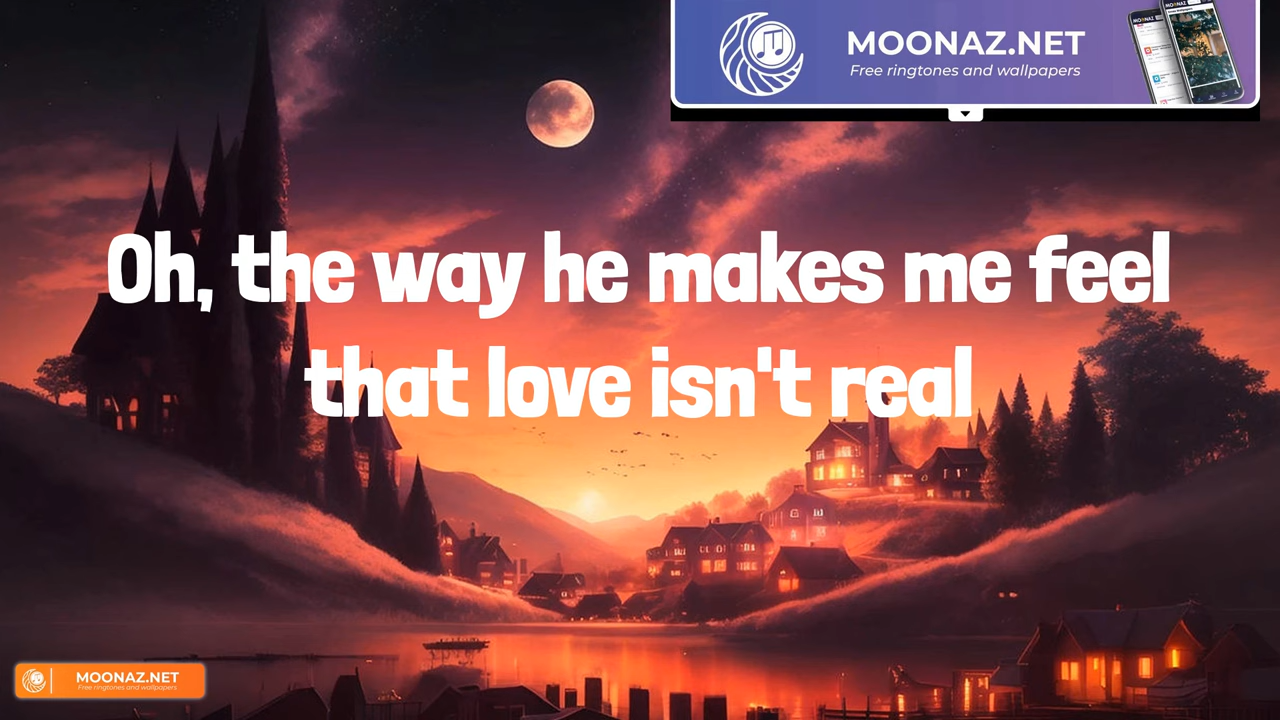 MOONAZ.NET
Free ringtones and wallpapers
Oh, the way he makes me feel
that love isn't real
MOONAZ.NET
Free ringtones and wallpapers